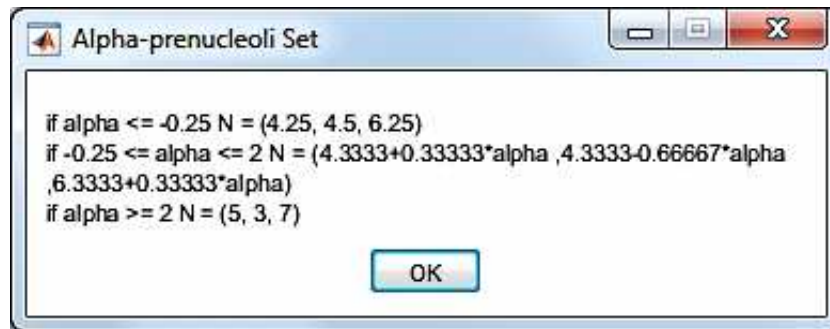 Alpha-prenucleoli Set
if alpha <= -0.25 N = (4.25, 4.5, 6.25)
if -0.25 <= alpha <= 2 N = (4.3333+0.33333*alpha ,4.3333-0.66667*alpha
,6.3333+0.33333*alpha)
if alpha >= 2 N = (5, 3, 7)
OK